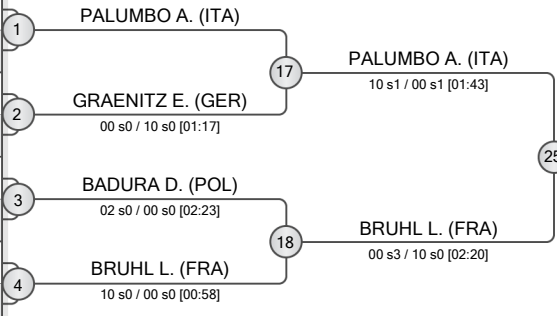 PALUMBO A. (ITA)
1
17
PALUMBO A. (ITA)
10 s1 / 00 s1 [01:43]
GRAENITZ E. (GER)
2
00 s0 / 10 s0 [01:17]
25
BADURA D. (POL)
3
02 s0 / 00 s0 [02:23]
18
BRUHL L. (FRA)
00 s3 / 10 s0 [02:20]
BRUHL L. (FRA)
4
10 s0 / 00 s0 [00:58]